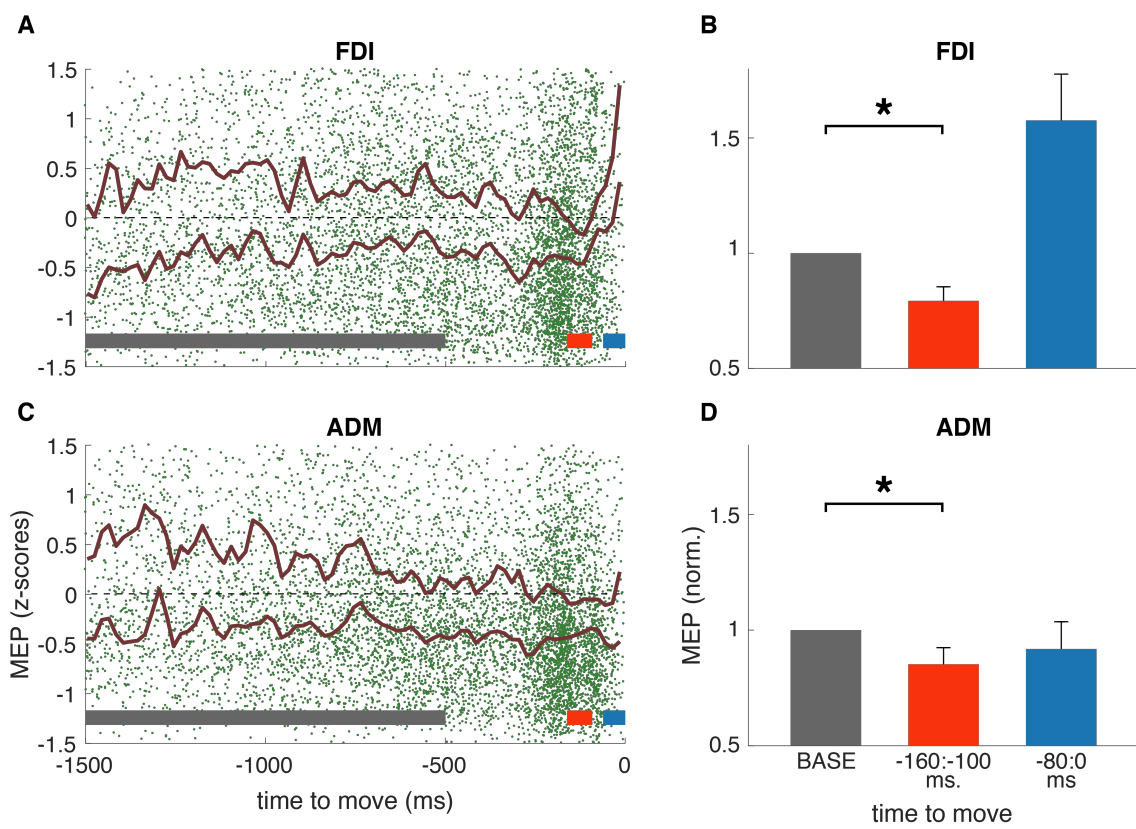 A
FDI
1.5
1
0.5
0
-0.5
-1
-1.5
B
FDI
*
1.5
1
0.5
C
ADM
MEP (z-scores)
1.5
1
0.5
0
-0.5
-1
-1.5
-1500
-1000
-500
0
time to move (ms)
D
ADM
*
MEP (norm.)
1.5
1
0.5
BASE
-160:-100
ms.
-80:0
ms
time to move